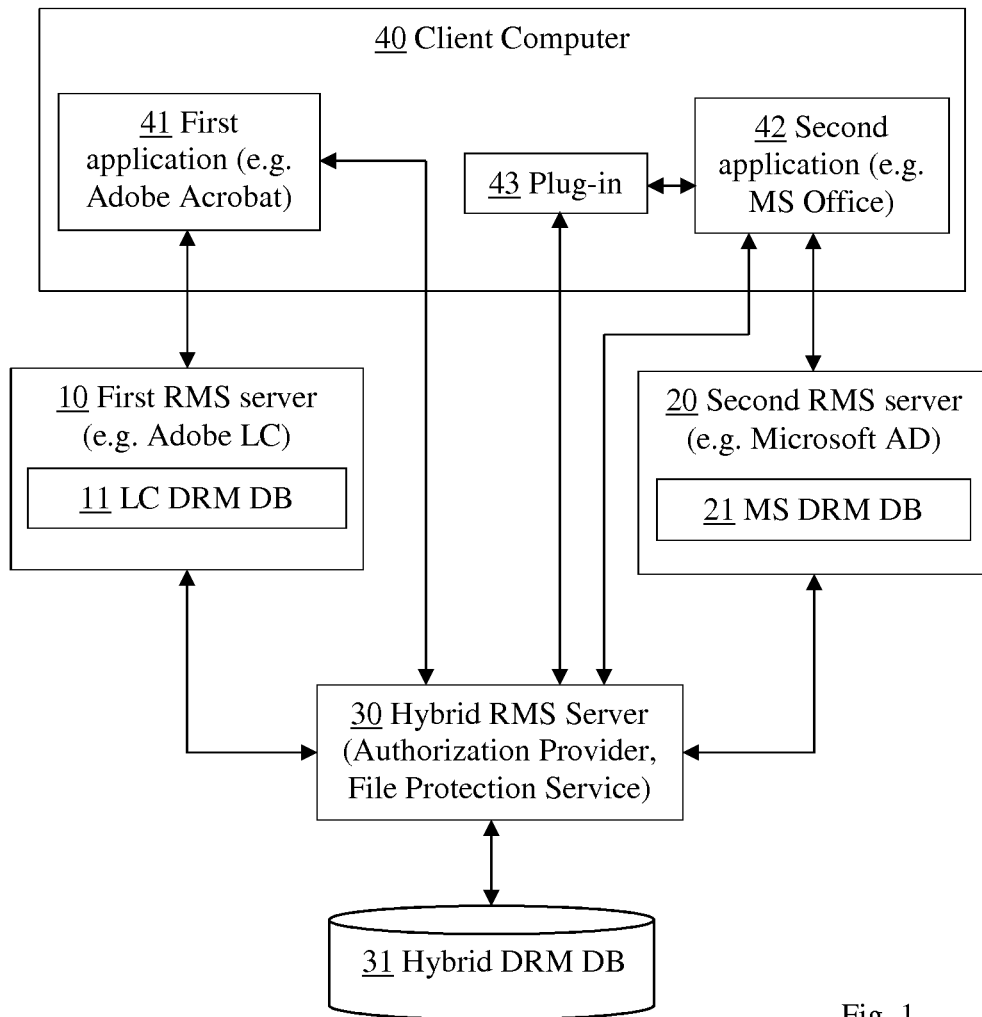 40 Client Computer
41 First
application (e.g.
Adobe Acrobat)
43 Plug-in
42 Second
application (e.g.
MS Office)
10 First RMS server
(e.g. Adobe LC)
11 LC DRM DB
20 Second RMS server
(e.g. Microsoft AD)
21 MS DRM DB
30 Hybrid RMS Server
(Authorization Provider,
File Protection Service)
31 Hybrid DRM DB
Fig. 1